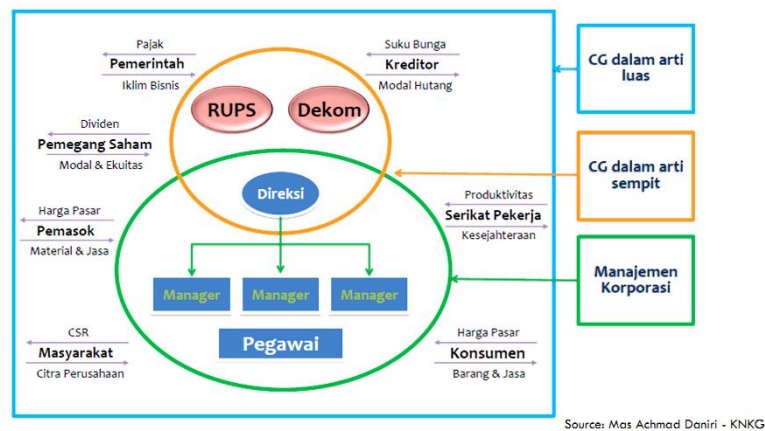 Pajak
Pemerintah
Iklim Bisnis
Suku Bunga
Kreditor
Modal Hutang
CG dalam arti
luas
RUPS
Dekom
Dividen
Pemegang Saham
Modal & Ekuitas
CG dalam arti
sempit
Direksi
Produktivitas
Serikat Pekerja
Kesejahteraan
Harga Pasar
Pemasok
Material & Jasa
Manajemen
Korporasi
Manager
Manager
Manager
Pegawai
CSR
Masyarakat
Citra Perusahaan
Harga Pasar
Konsumen
Barang & Jasa
Source: Mas Achmad Daniri - KNKG